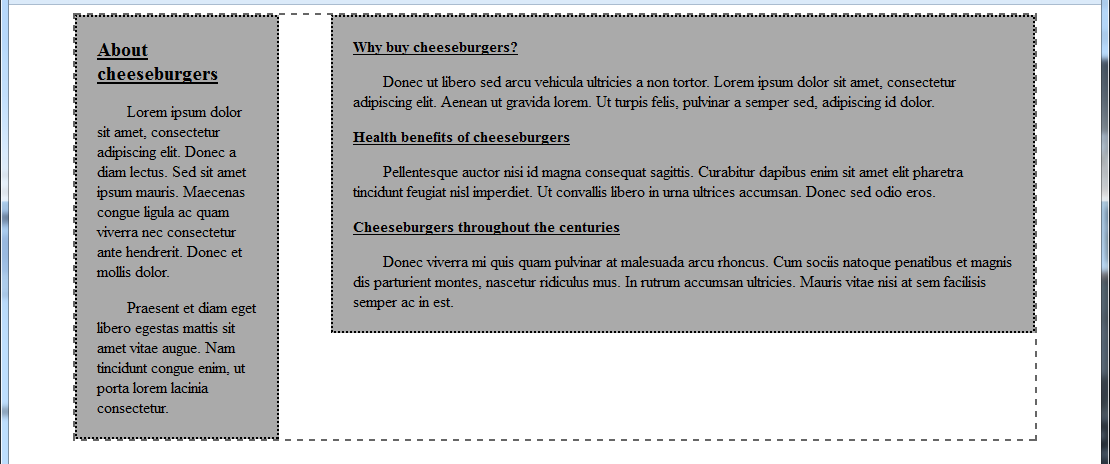 About
cheeseburgers
Lorem ipsum dolor
sit amet, consectetur
adipiscing elit. Donec a
diam lectus. Sed sit amet
ipsum mauris. Maecenas
congue ligula ac quam
viverra nec consectetur
ante hendrerit. Donec et
mollis dolor.
Praesent et diam eget
libero egestas mattis sit
amet vitae augue. Nam
tincidunt congue enim, ut
porta lorem lacinia
consectetur.
Why buy cheeseburgers?
Donec ut libero sed arcu vehicula ultricies a non tortor. Lorem ipsum dolor sit amet, consectetur
adipiscing elit. Aenean ut gravida lorem. Ut turpis felis, pulvinar a semper sed, adipiscing id dolor.
Health benefits of cheeseburgers
Pellentesque auctor nisi id magna consequat sagittis. Curabitur dapibus enim sit amet elit pharetra
tincidunt feugiat nisl imperdiet. Ut convallis libero in urna ultrices accumsan. Donec sed odio eros.
Cheeseburgers throughout the centuries
Donec viverra mi quis quam pulvinar at malesuada arcu rhoncus. Cum sociis natoque penatibus et magnis
dis parturient montes, nascetur ridiculus mus. In rutrum accumsan ultricies. Mauris vitae nisi at sem facilisis
semper ac in est.